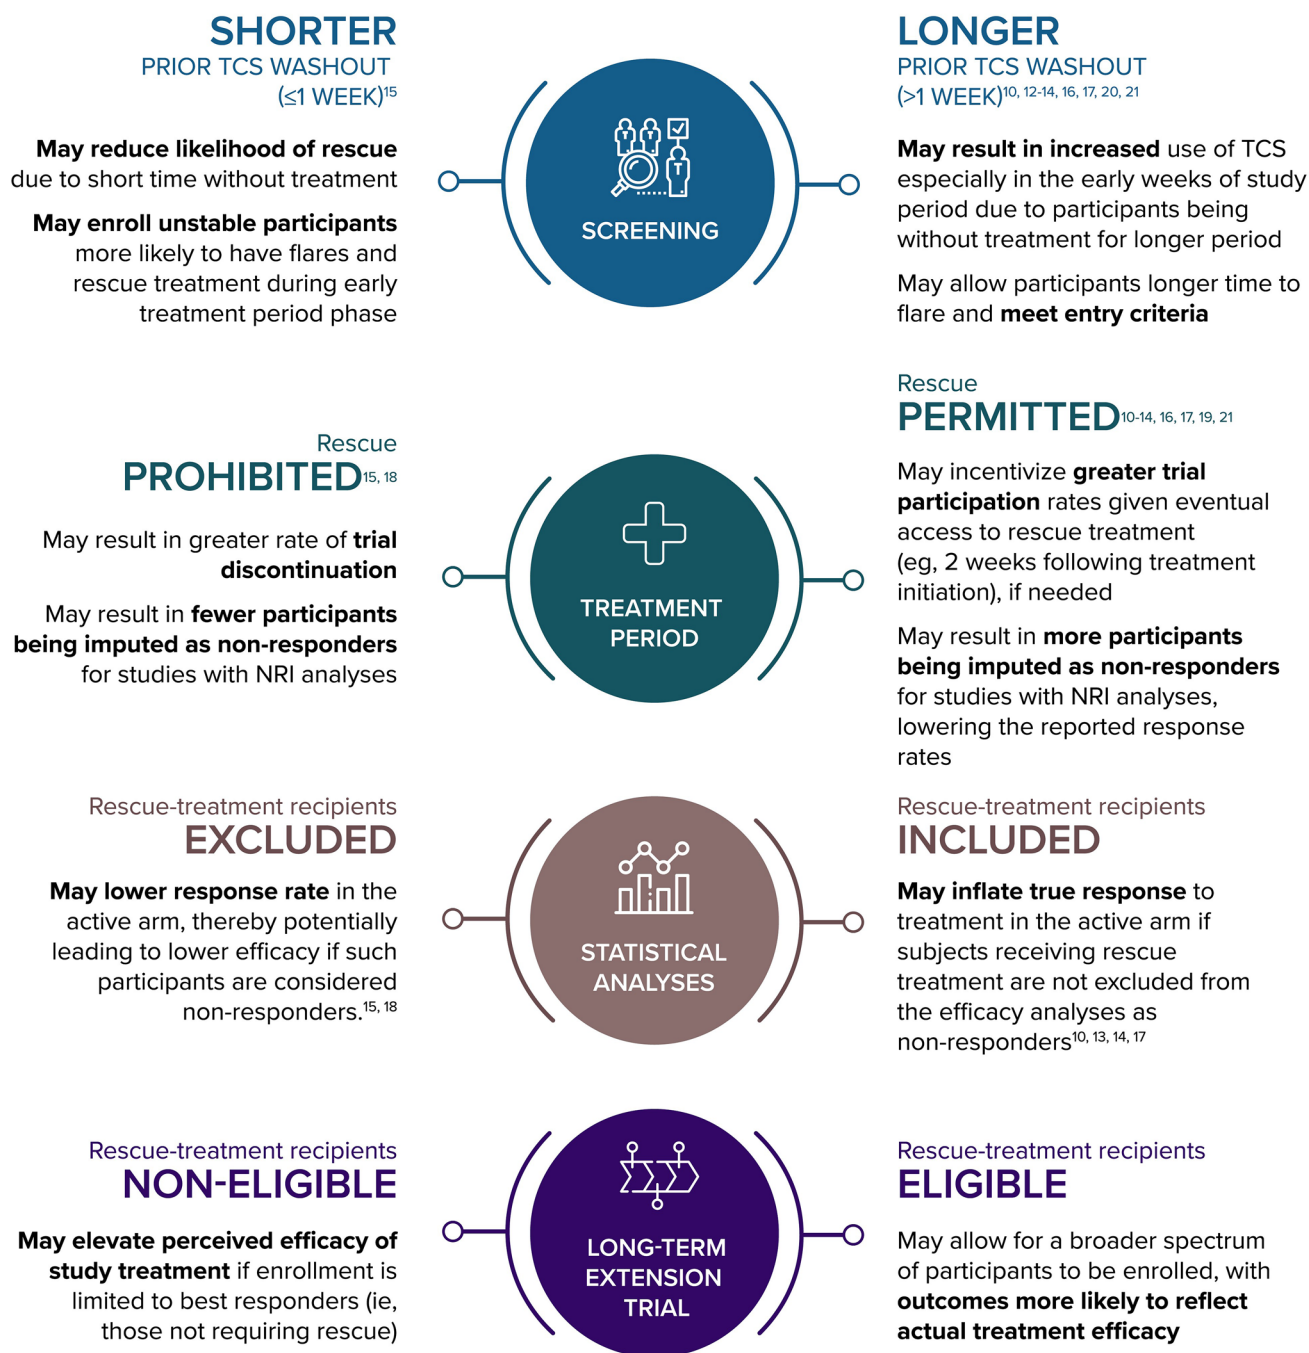 SHORTER
PRIOR TCS WASHOUT
(≤1 WEEK)15
May reduce likelihood of rescue
due to short time without treatment
May enroll unstable participants
more likely to have flares and
rescue treatment during early
treatment period phase
SCREENING
LONGER
PRIOR TCS WASHOUT
(>1 WEEK)10, 12-14, 16, 17, 20, 21
May result in increased use of TCS
especially in the early weeks of study
period due to participants being
without treatment for longer period
May allow participants longer time to
flare and meet entry criteria
Rescue
PROHIBITED15, 18
May result in greater rate of trial
discontinuation
May result in fewer participants
being imputed as non-responders
for studies with NRI analyses
TREATMENT
PERIOD
Rescue
PERMITTED10-14, 16, 17, 19, 21
May incentivize greater trial
participation rates given eventual
access to rescue treatment
(eg, 2 weeks following treatment
initiation), if needed
May result in more participants
being imputed as non-responders
for studies with NRI analyses,
lowering the reported response
rates
Rescue-treatment recipients
EXCLUDED
May lower response rate in the
active arm, thereby potentially
leading to lower efficacy if such
participants are considered
non-responders.15, 18
STATISTICAL
ANALYSES
Rescue-treatment recipients
INCLUDED
May inflate true response to
treatment in the active arm if
subjects receiving rescue
treatment are not excluded from
the efficacy analyses as
non-responders10, 13, 14, 17
Rescue-treatment recipients
NON-ELIGIBLE
May elevate perceived efficacy of
study treatment if enrollment is
limited to best responders (ie,
those not requiring rescue)
LONG-TERM
EXTENSION
TRIAL
Rescue-treatment recipients
ELIGIBLE
May allow for a broader spectrum
of participants to be enrolled, with
outcomes more likely to reflect
actual treatment efficacy